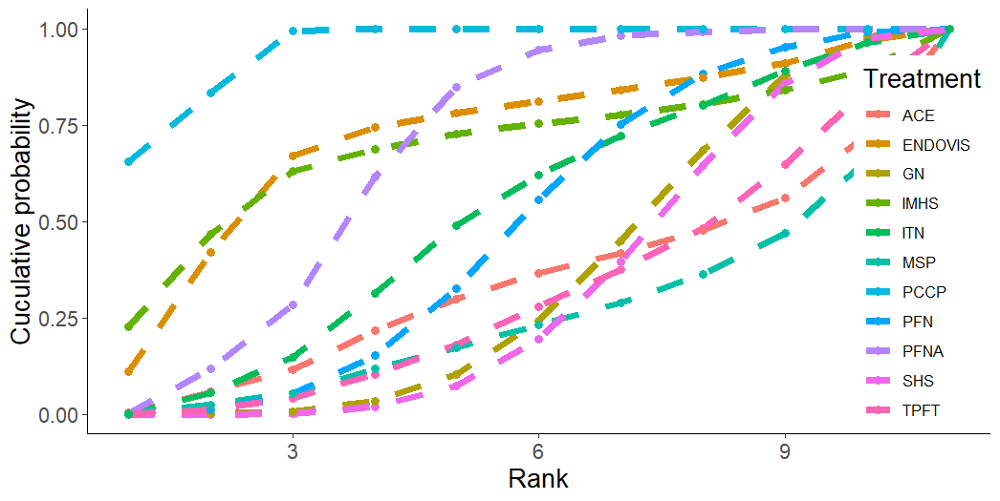 1.00
0.75
0.50
0.25
0.00
Cuculative probability
3
6
9
Rank
Treatment
ACE
ENDOVIS
GN
IMHS
ITN
MSP
PCCP
PFN
PFNA
SHS
TPFT